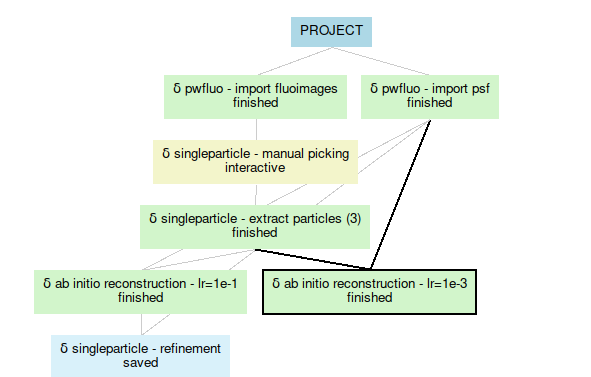 PROJECT
δ pwfluo - import fluoimages
finished
δ pwfluo - import psf
finished
δ singleparticle - manual picking
interactive
δ singleparticle - extract particles (3)
finished
δ ab initio reconstruction - lr=1e-1
finished
δ ab initio reconstruction - lr=1e-3
finished
δ singleparticle - refinement
saved